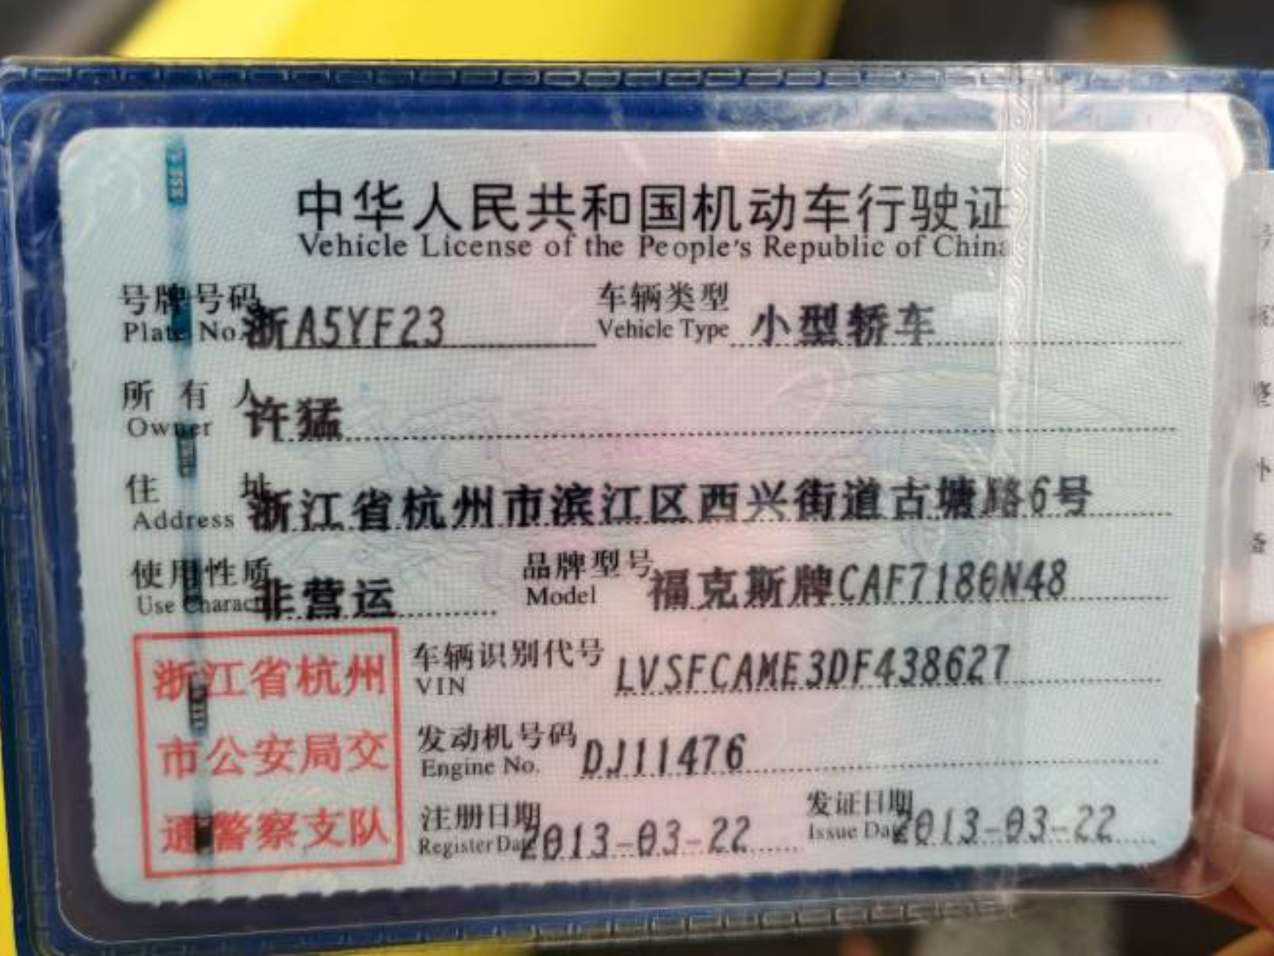 中华人民共和国机动车行驶证
Vehicle License of the People's Republic of China
号牌号码 浙A5YF23 车辆类型 小型轿车
Plate No. Vehicle Type
所有人 许猛
Owner
住址 浙江省杭州市滨江区西兴街道古塘路6号
Address
使用性质 非营运 品牌型号 福克斯牌CAF7180N48
Use Charact Model
浙江省杭州
市公安局交
通警察支队
车辆识别代号 LVSFCAME3DF438627
VIN
发动机号码 DJ11476
Engine No.
注册日期 2013-03-22 发证日期 2013-03-22
Register Dat Issue Dat